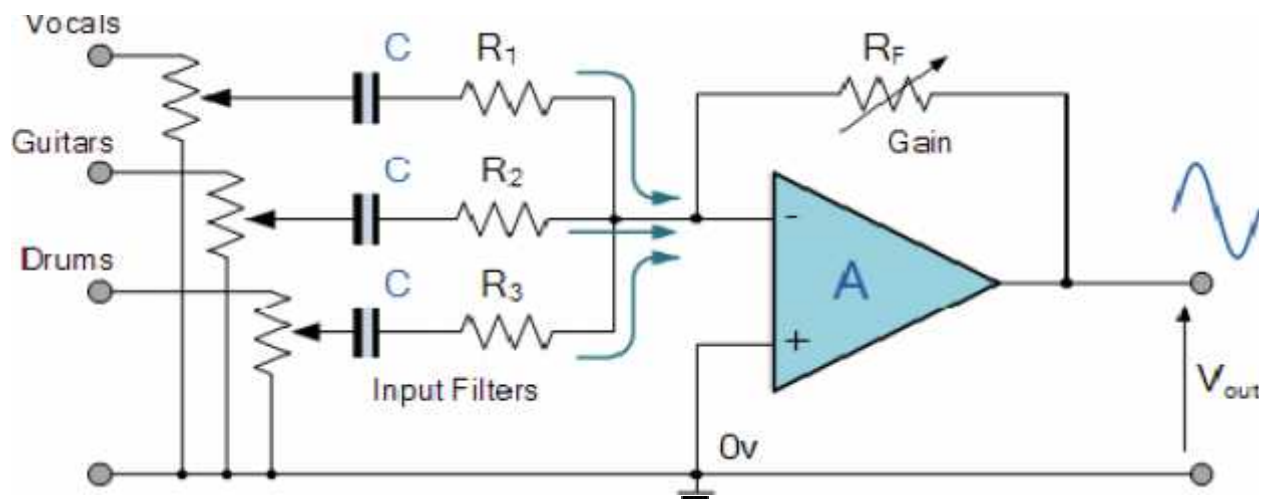 Vocals
C
R1
RF
Gain
Guitars
C
R2
-
Drums
C
R3
A
+
Input Filters
0v
Vout